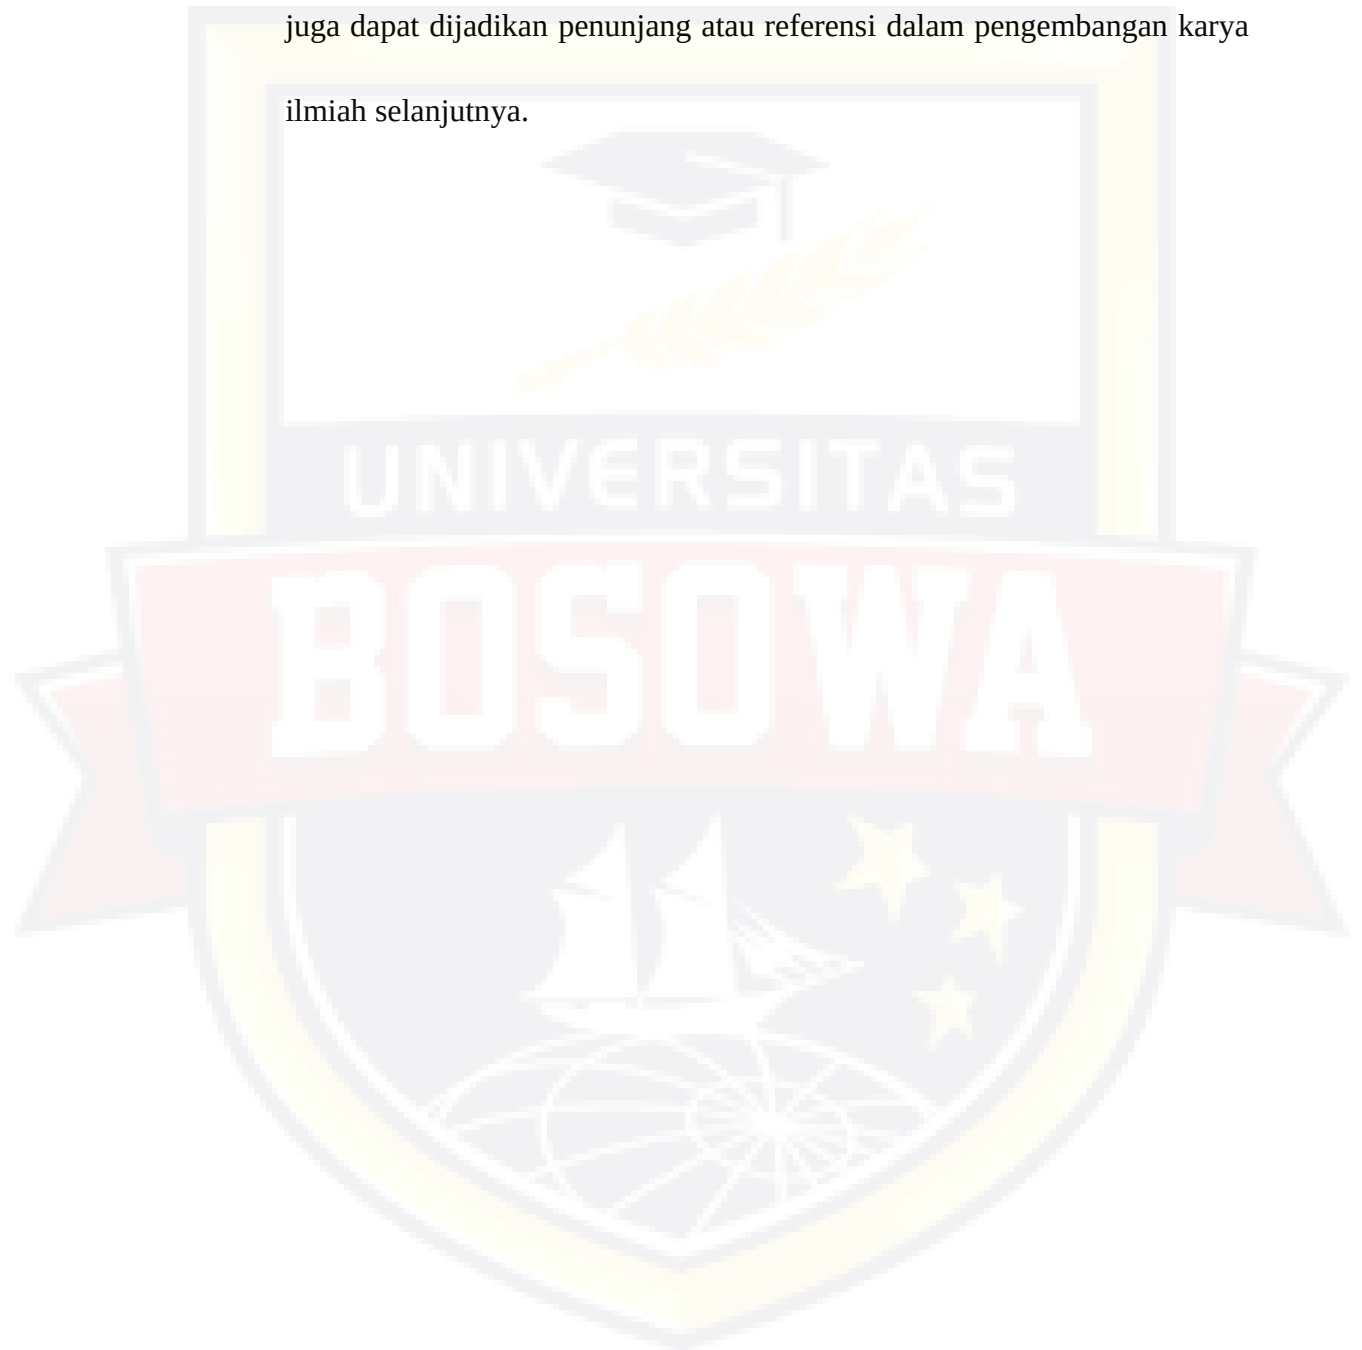 juga dapat dijadikan penunjang atau referensi dalam pengembangan karya
ilmiah selanjutnya.
UNIVERSITAS
BOSOWA